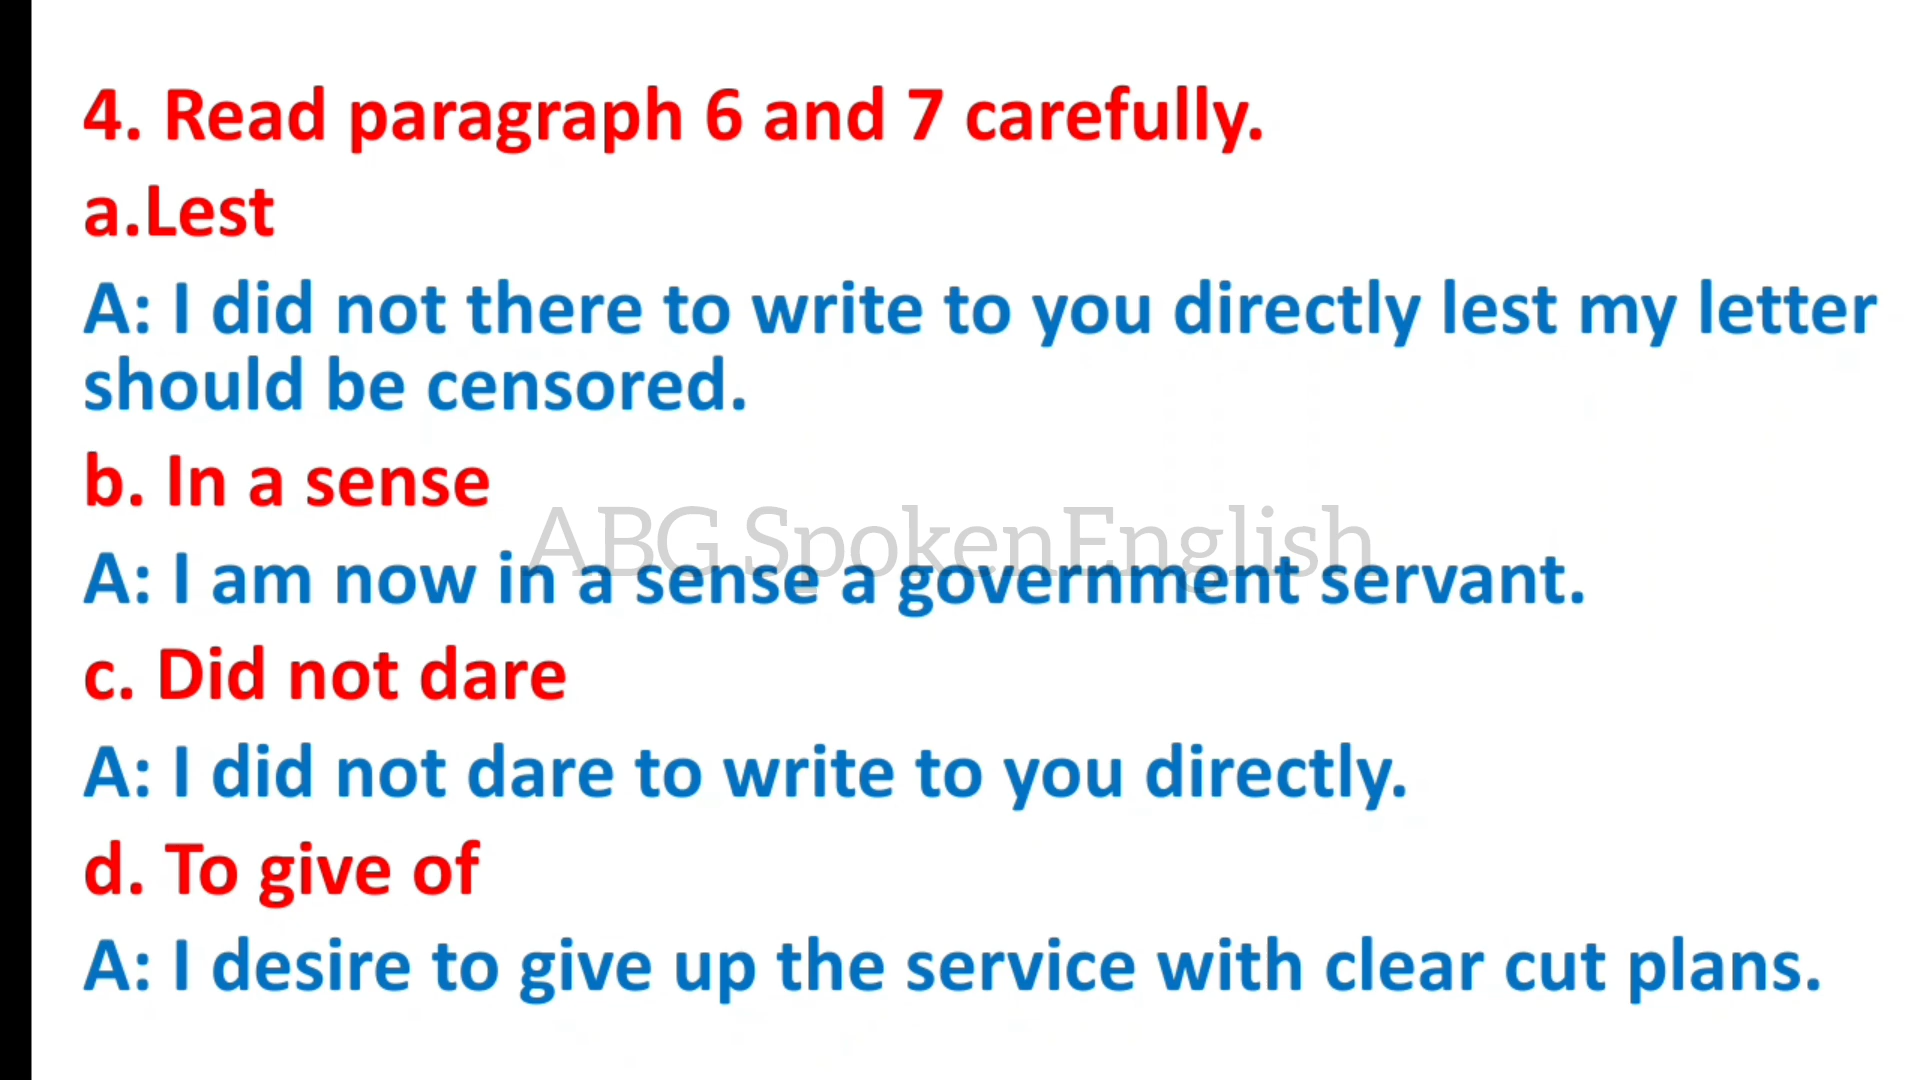 4. Read paragraph 6 and 7 carefully.
a.Lest
A: I did not there to write to you directly lest my letter
should be censored.
b. In a sense
ABG SpokenEnglish
A: I am now in a sense a government servant.
c. Did not dare
A: I did not dare to write to you directly.
d. To give of
A: I desire to give up the service with clear cut plans.